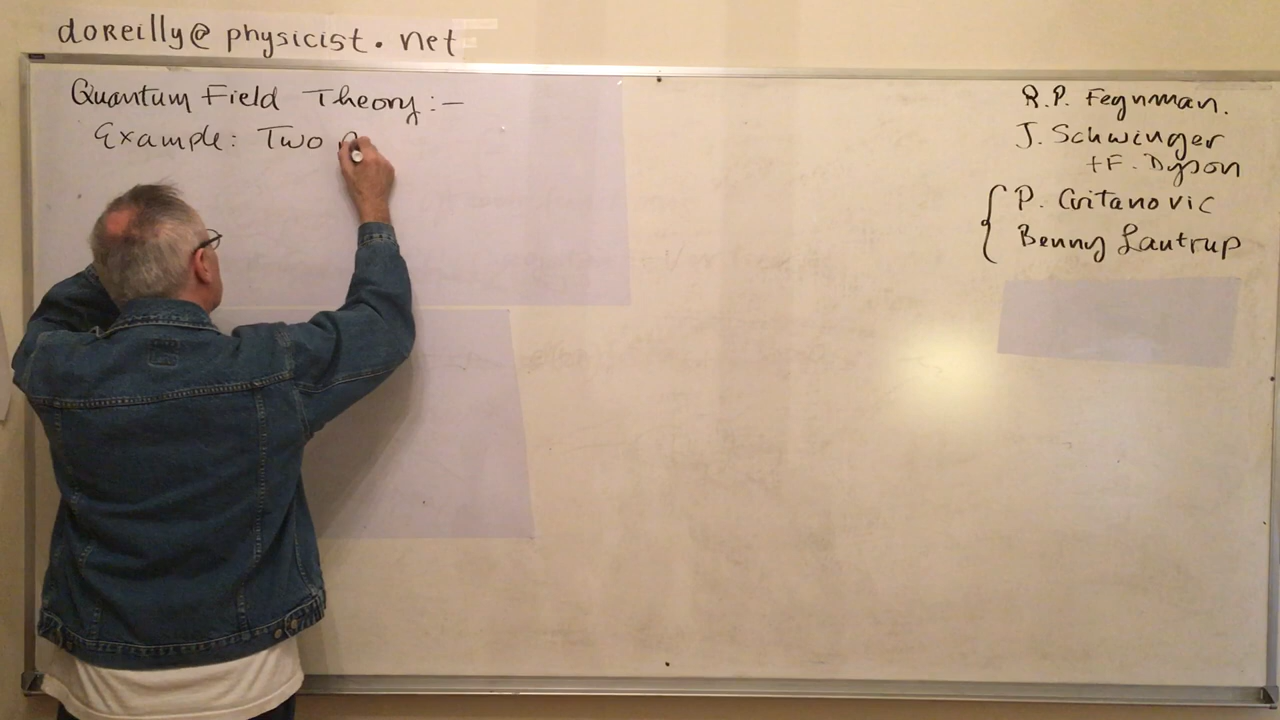 doReilly@physicist.net
Quantum Field Theory:-
Example: Two
R.P. Feynman.
J. Schwinger
+F. Dyson
P. Cvitanovic
Benny Lautrup